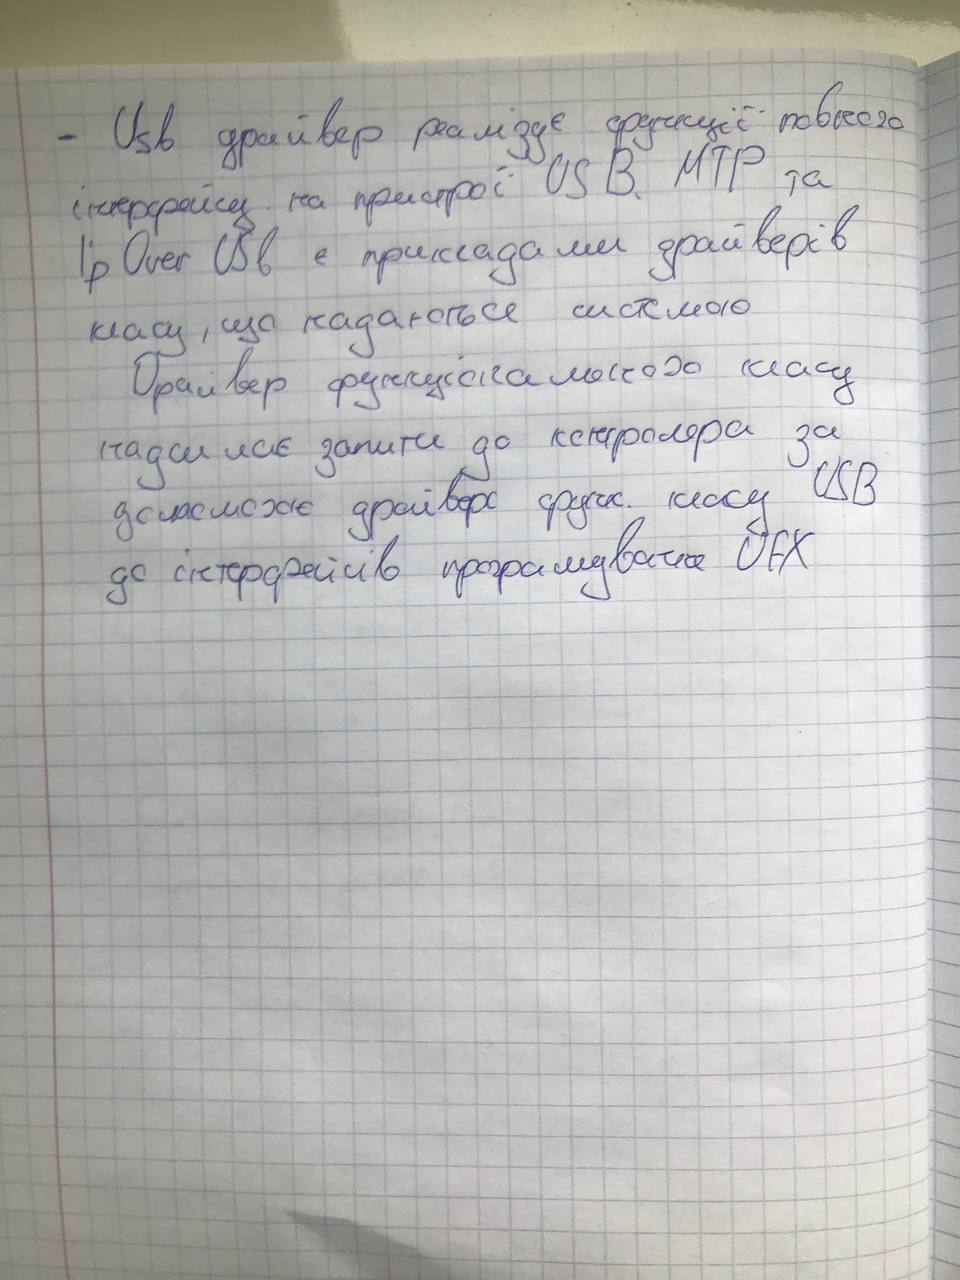 - Usb драйвер реалізує функції повного
інтерфейсу на пристрої USB. MTP та
Ip Over USb є прикладами драйверів
класу, що надаються системою
Драйвер функціонального класу
надсилає запити до контролера за
допоможою драйвера функ. класу USB
до інтерфейсів програмування UFX